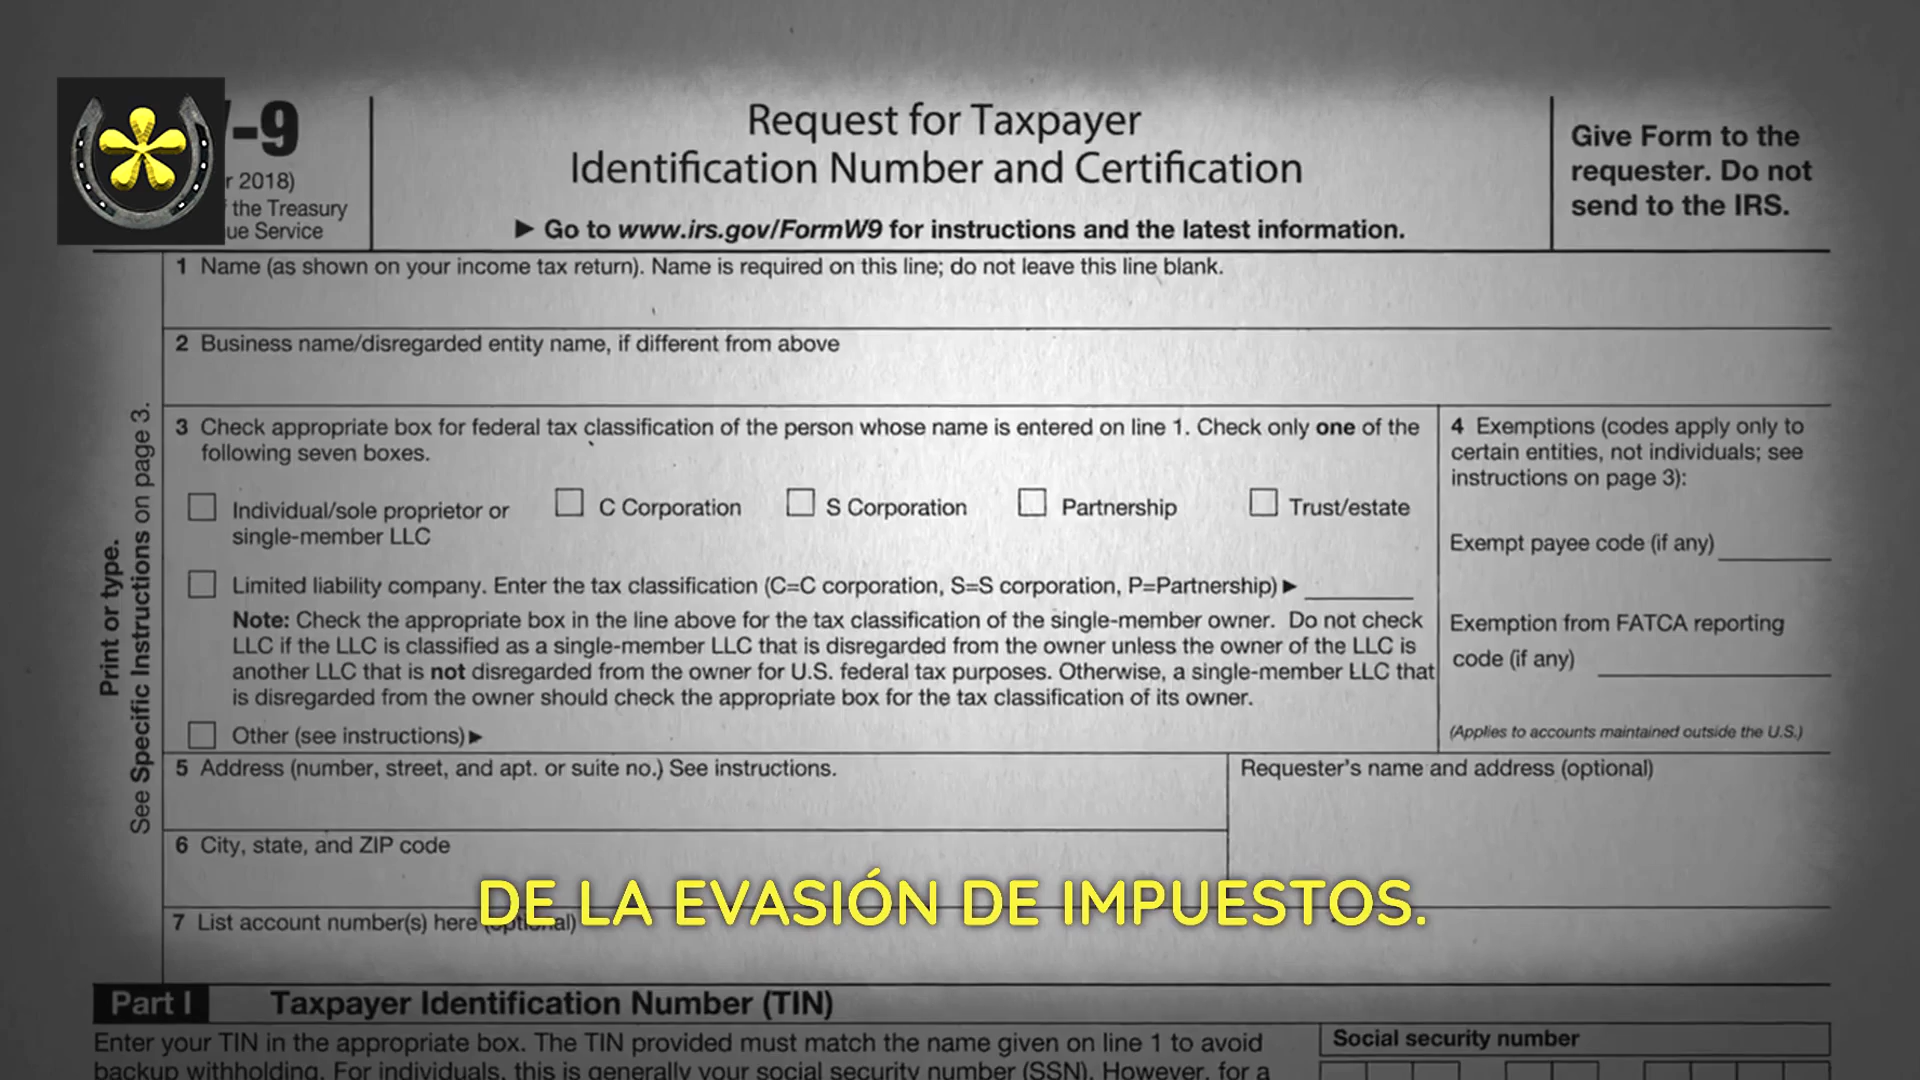 -9
Request for Taxpayer
Identification Number and Certification
Give Form to the
requester. Do not
send to the IRS.
r 2018)
the Treasury
ue Service
▶ Go to www.irs.gov/FormW9 for instructions and the latest information.
Print or type.
See Specific Instructions on page 3.
1 Name (as shown on your income tax return). Name is required on this line; do not leave this line blank.
2 Business name/disregarded entity name, if different from above
3 Check appropriate box for federal tax classification of the person whose name is entered on line 1. Check only one of the
following seven boxes.
Individual/sole proprietor or
single-member LLC
C Corporation
S Corporation
Partnership
Trust/estate
Limited liability company. Enter the tax classification (C=C corporation, S=S corporation, P=Partnership) ▶
Note: Check the appropriate box in the line above for the tax classification of the single-member owner. Do not check
LLC if the LLC is classified as a single-member LLC that is disregarded from the owner unless the owner of the LLC is
another LLC that is not disregarded from the owner for U.S. federal tax purposes. Otherwise, a single-member LLC that
is disregarded from the owner should check the appropriate box for the tax classification of its owner.
Other (see instructions) ▶
4 Exemptions (codes apply only to
certain entities, not individuals; see
instructions on page 3):
Exempt payee code (if any)
Exemption from FATCA reporting
code (if any)
(Applies to accounts maintained outside the U.S.)
5 Address (number, street, and apt. or suite no.) See instructions.
Requester's name and address (optional)
6 City, state, and ZIP code
DE LA EVASIÓN DE IMPUESTOS.
7 List account number(s) here (optional)
Part I Taxpayer Identification Number (TIN)
Enter your TIN in the appropriate box. The TIN provided must match the name given on line 1 to avoid
backup withholding. For individuals, this is generally your social security number (SSN). However, for a
Social security number